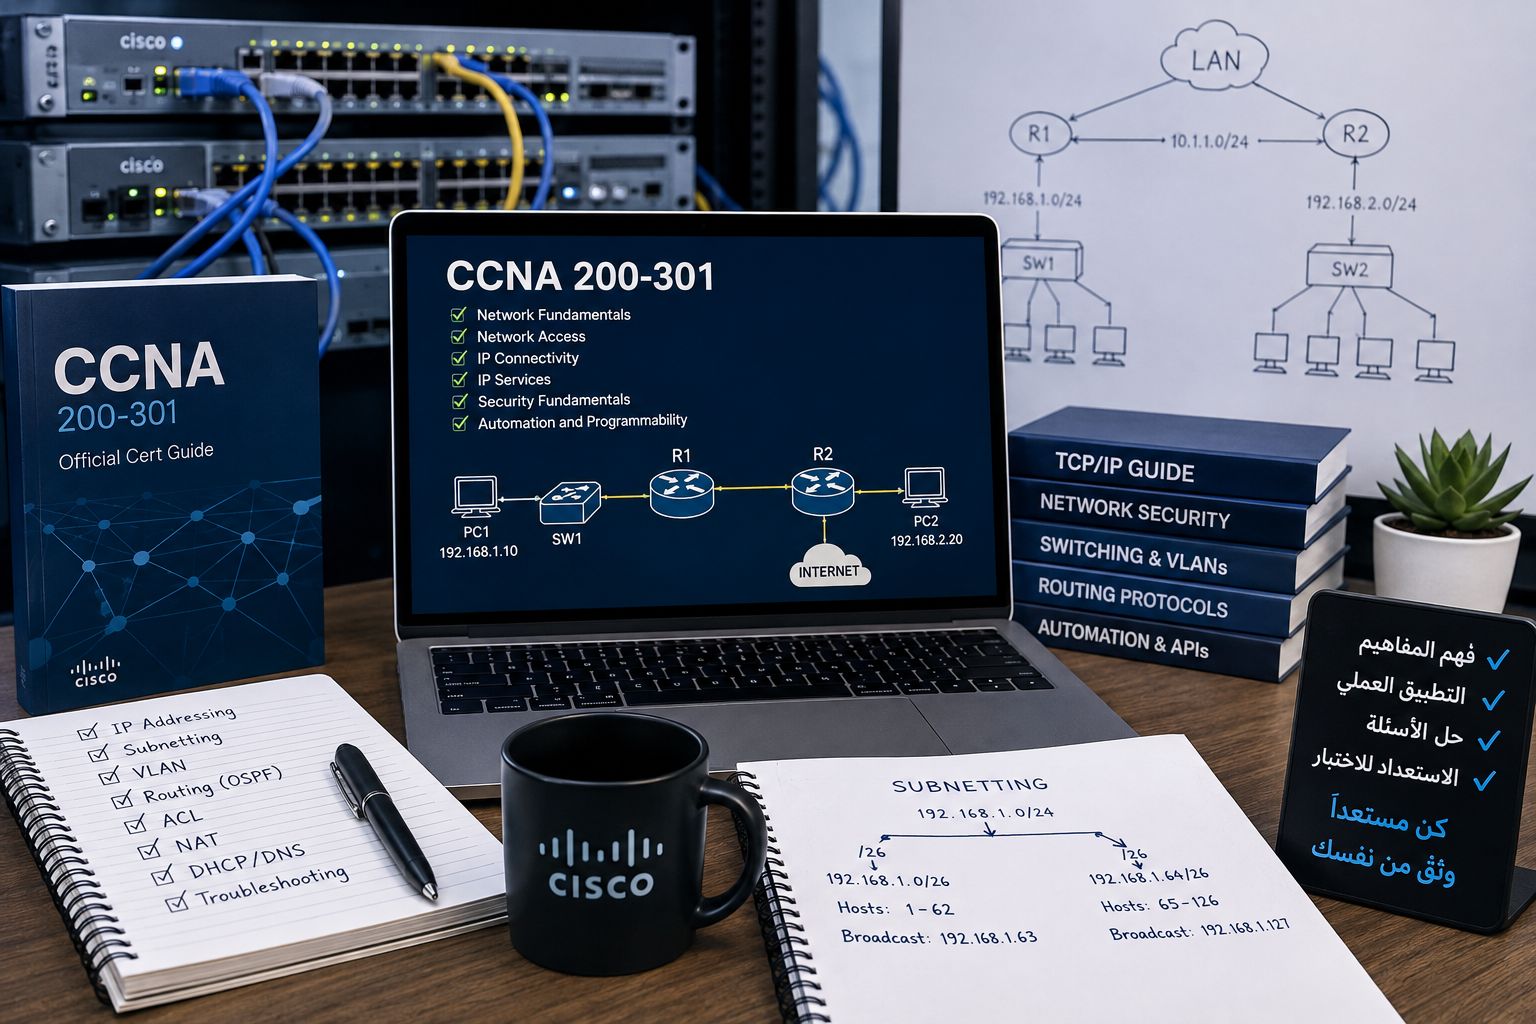 cisco
cisco
LAN
R1
10.1.1.0/24
R2
192.168.1.0/24
192.168.2.0/24
SW1
SW2
CCNA
200-301
Official Cert Guide
CISCO
CCNA 200-301
Network Fundamentals
Network Access
IP Connectivity
IP Services
Security Fundamentals
Automation and Programmability
R1
R2
PC1
192.168.1.10
SW1
PC2
192.168.2.20
INTERNET
TCP/IP GUIDE
NETWORK SECURITY
SWITCHING & VLANs
ROUTING PROTOCOLS
AUTOMATION & APIs
فهم المفاهيم
التطبيق العملي
حل الأسئلة
الاستعداد للاختبار
كن مستعداً
وثق من نفسك
IP Addressing
Subnetting
VLAN
Routing (OSPF)
ACL
NAT
DHCP/DNS
Troubleshooting
CISCO
SUBNETTING
192.168.1.0/24
/26
/26
192.168.1.0/26
192.168.1.64/26
Hosts: 1-62
Hosts: 65-126
Broadcast: 192.168.1.63
Broadcast: 192.168.1.127